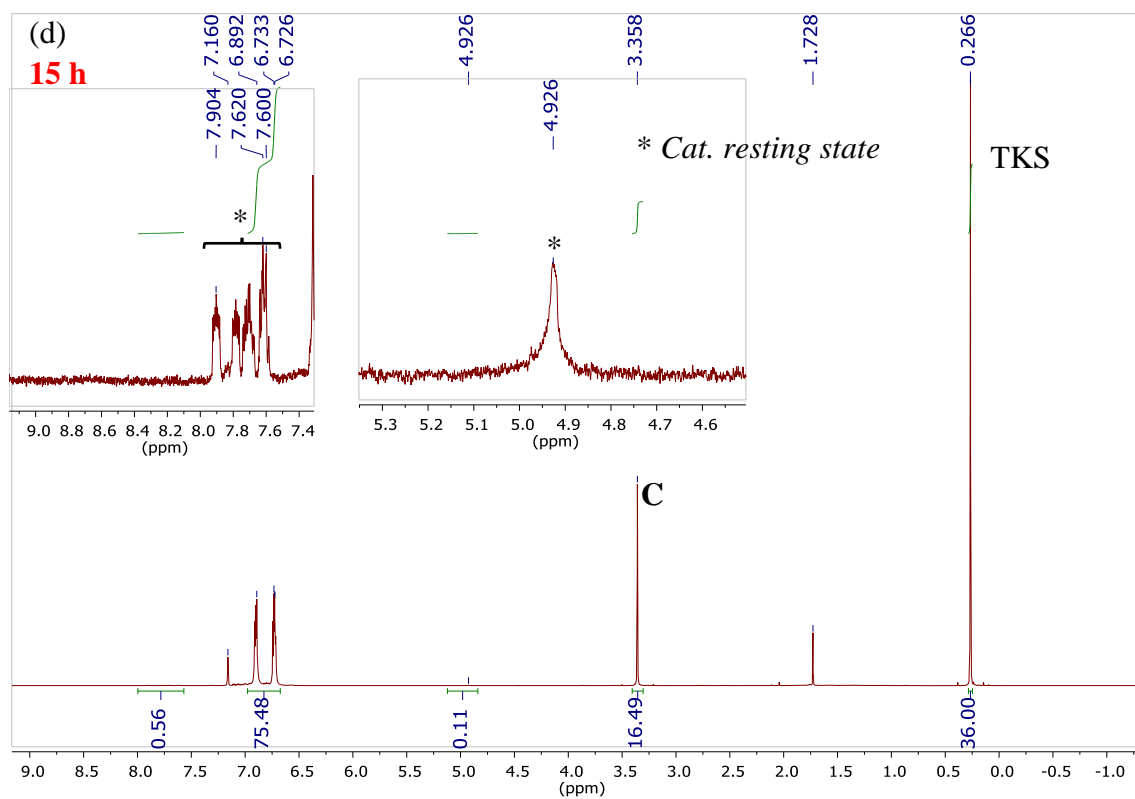 (d)
15 h
7.904
7.160
7.620
6.892
7.600
6.733
6.726
4.926
3.358
1.728
0.266
4.926
* Cat. resting state
TKS
*
*
9.0 8.8 8.6 8.4 8.2 8.0 7.8 7.6 7.4
(ppm)
5.3 5.2 5.1 5.0 4.9 4.8 4.7 4.6
(ppm)
C
0.56
75.48
0.11
16.49
36.00
9.0 8.5 8.0 7.5 7.0 6.5 6.0 5.5 5.0 4.5 4.0 3.5 3.0 2.5 2.0 1.5 1.0 0.5 0.0 -0.5 -1.0
(ppm)